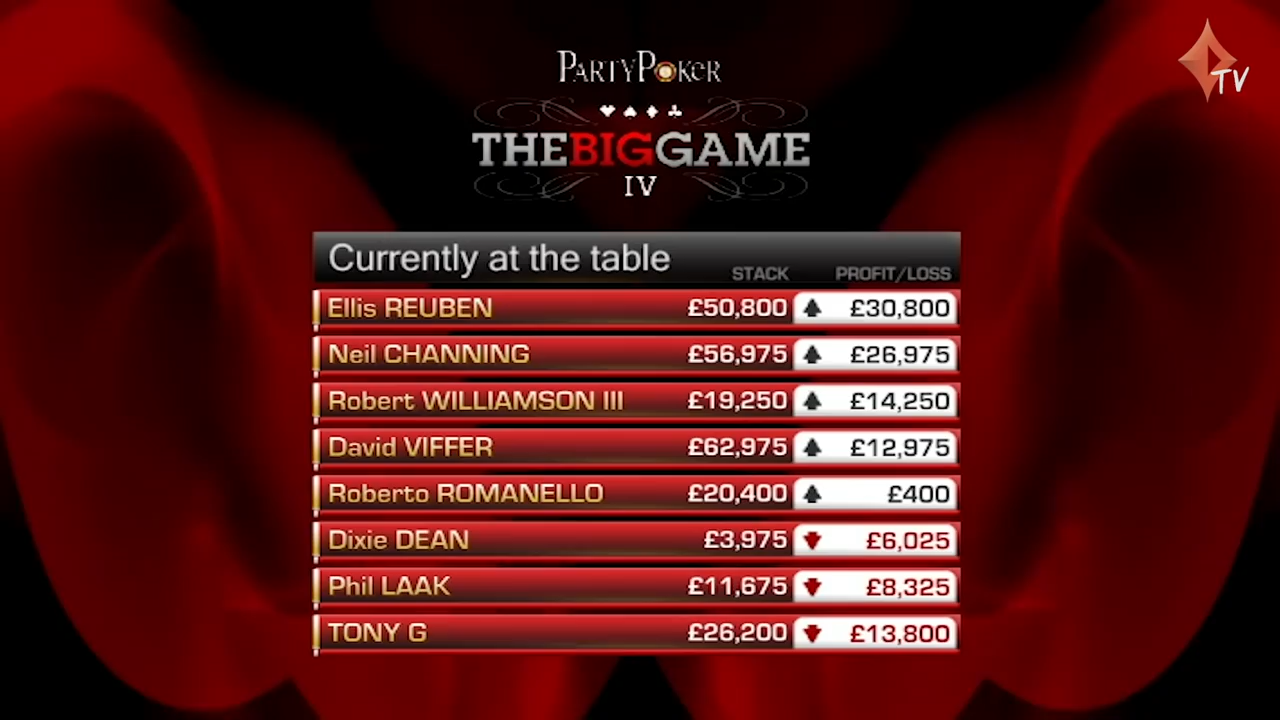 TV
PARTYPOKER
THEBIGGAME
IV
Currently at the table STACK PROFIT/LOSS
Ellis REUBEN £50,800 £30,800
Neil CHANNING £56,975 £26,975
Robert WILLIAMSON III £19,250 £14,250
David VIFFER £62,975 £12,975
Roberto ROMANELLO £20,400 £400
Dixie DEAN £3,975 £6,025
Phil LAAK £11,675 £8,325
TONY G £26,200 £13,800